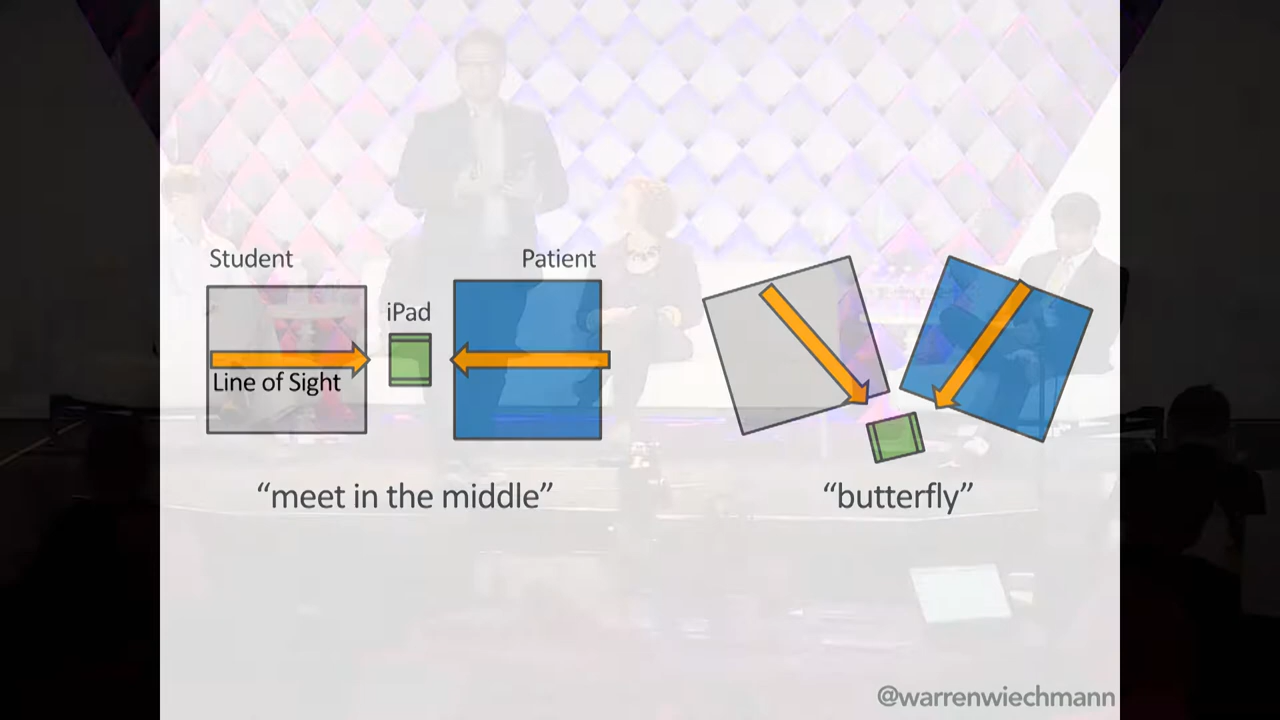 Student
Patient
iPad
Line of Sight
“meet in the middle”
“butterfly”
@warrenwiechmann